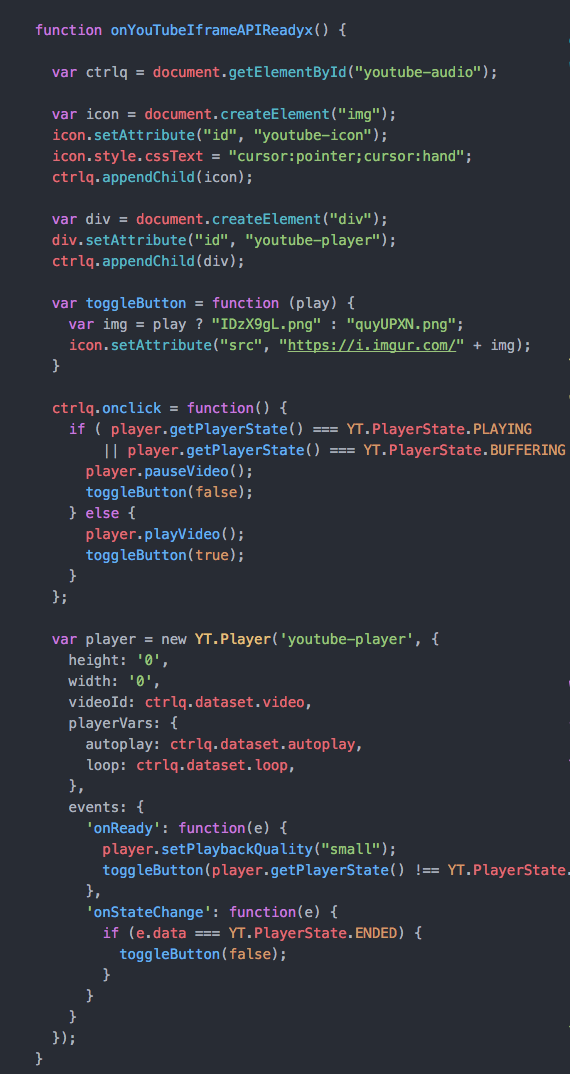 function onYouTubeIframeAPIReadyx() {
var ctrlq = document.getElementById("youtube-audio");
var icon = document.createElement("img");
icon.setAttribute("id", "youtube-icon");
icon.style.cssText = "cursor:pointer;cursor:hand";
ctrlq.appendChild(icon);
var div = document.createElement("div");
div.setAttribute("id", "youtube-player");
ctrlq.appendChild(div);
var toggleButton = function (play) {
var img = play ? "IDzX9gL.png" : "quyUPXN.png";
icon.setAttribute("src", "https://i.imgur.com/" + img);
}
ctrlq.onclick = function() {
if ( player.getPlayerState() === YT.PlayerState.PLAYING
|| player.getPlayerState() === YT.PlayerState.BUFFERING
player.pauseVideo();
toggleButton(false);
} else {
player.playVideo();
toggleButton(true);
}
};
var player = new YT.Player('youtube-player', {
height: '0',
width: '0',
videoId: ctrlq.dataset.video,
playerVars: {
autoplay: ctrlq.dataset.autoplay,
loop: ctrlq.dataset.loop,
},
events: {
'onReady': function(e) {
player.setPlaybackQuality("small");
toggleButton(player.getPlayerState() !== YT.PlayerState.
},
'onStateChange': function(e) {
if (e.data === YT.PlayerState.ENDED) {
toggleButton(false);
}
}
}
});
}